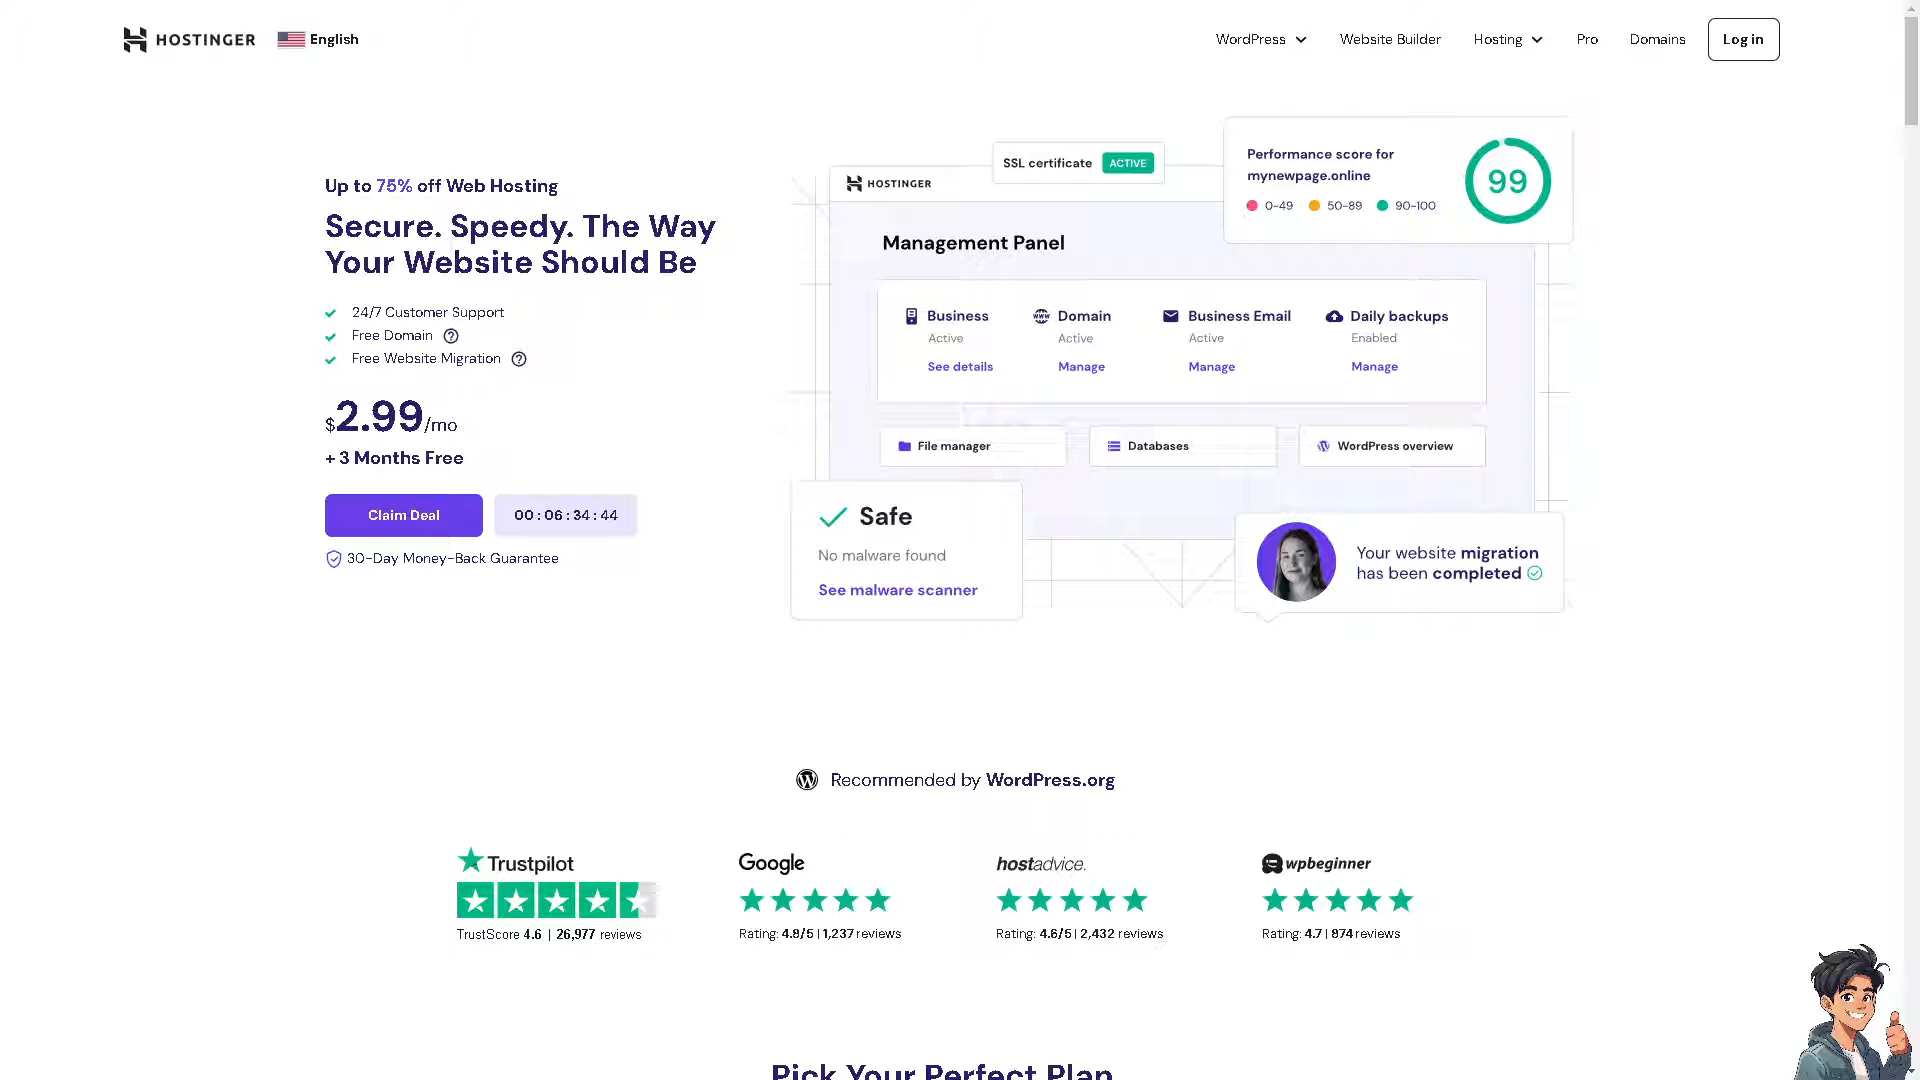 HOSTINGER
English
WordPress
Website Builder
Hosting
Pro
Domains
Log in
Up to 75% off Web Hosting
Secure. Speedy. The Way
Your Website Should Be
24/7 Customer Support
Free Domain
Free Website Migration
$2.99/mo
+ 3 Months Free
Claim Deal
00 : 06 : 34 : 44
30-Day Money-Back Guarantee
SSL certificate ACTIVE
HOSTINGER
Performance score for
mynewpage.online
0-49 50-89 90-100
99
Management Panel
Business
Active
See details
Domain
Active
Manage
Business Email
Active
Manage
Daily backups
Enabled
Manage
File manager
Databases
WordPress overview
Safe
No malware found
See malware scanner
Your website migration
has been completed
Recommended by WordPress.org
Trustpilot
TrustScore 4.6 | 26,977 reviews
Google
Rating: 4.8/5 | 1,237 reviews
hostadvice.
Rating: 4.6/5 | 2,432 reviews
wpbeginner
Rating: 4.7 | 974 reviews
Pick Your Perfect Plan